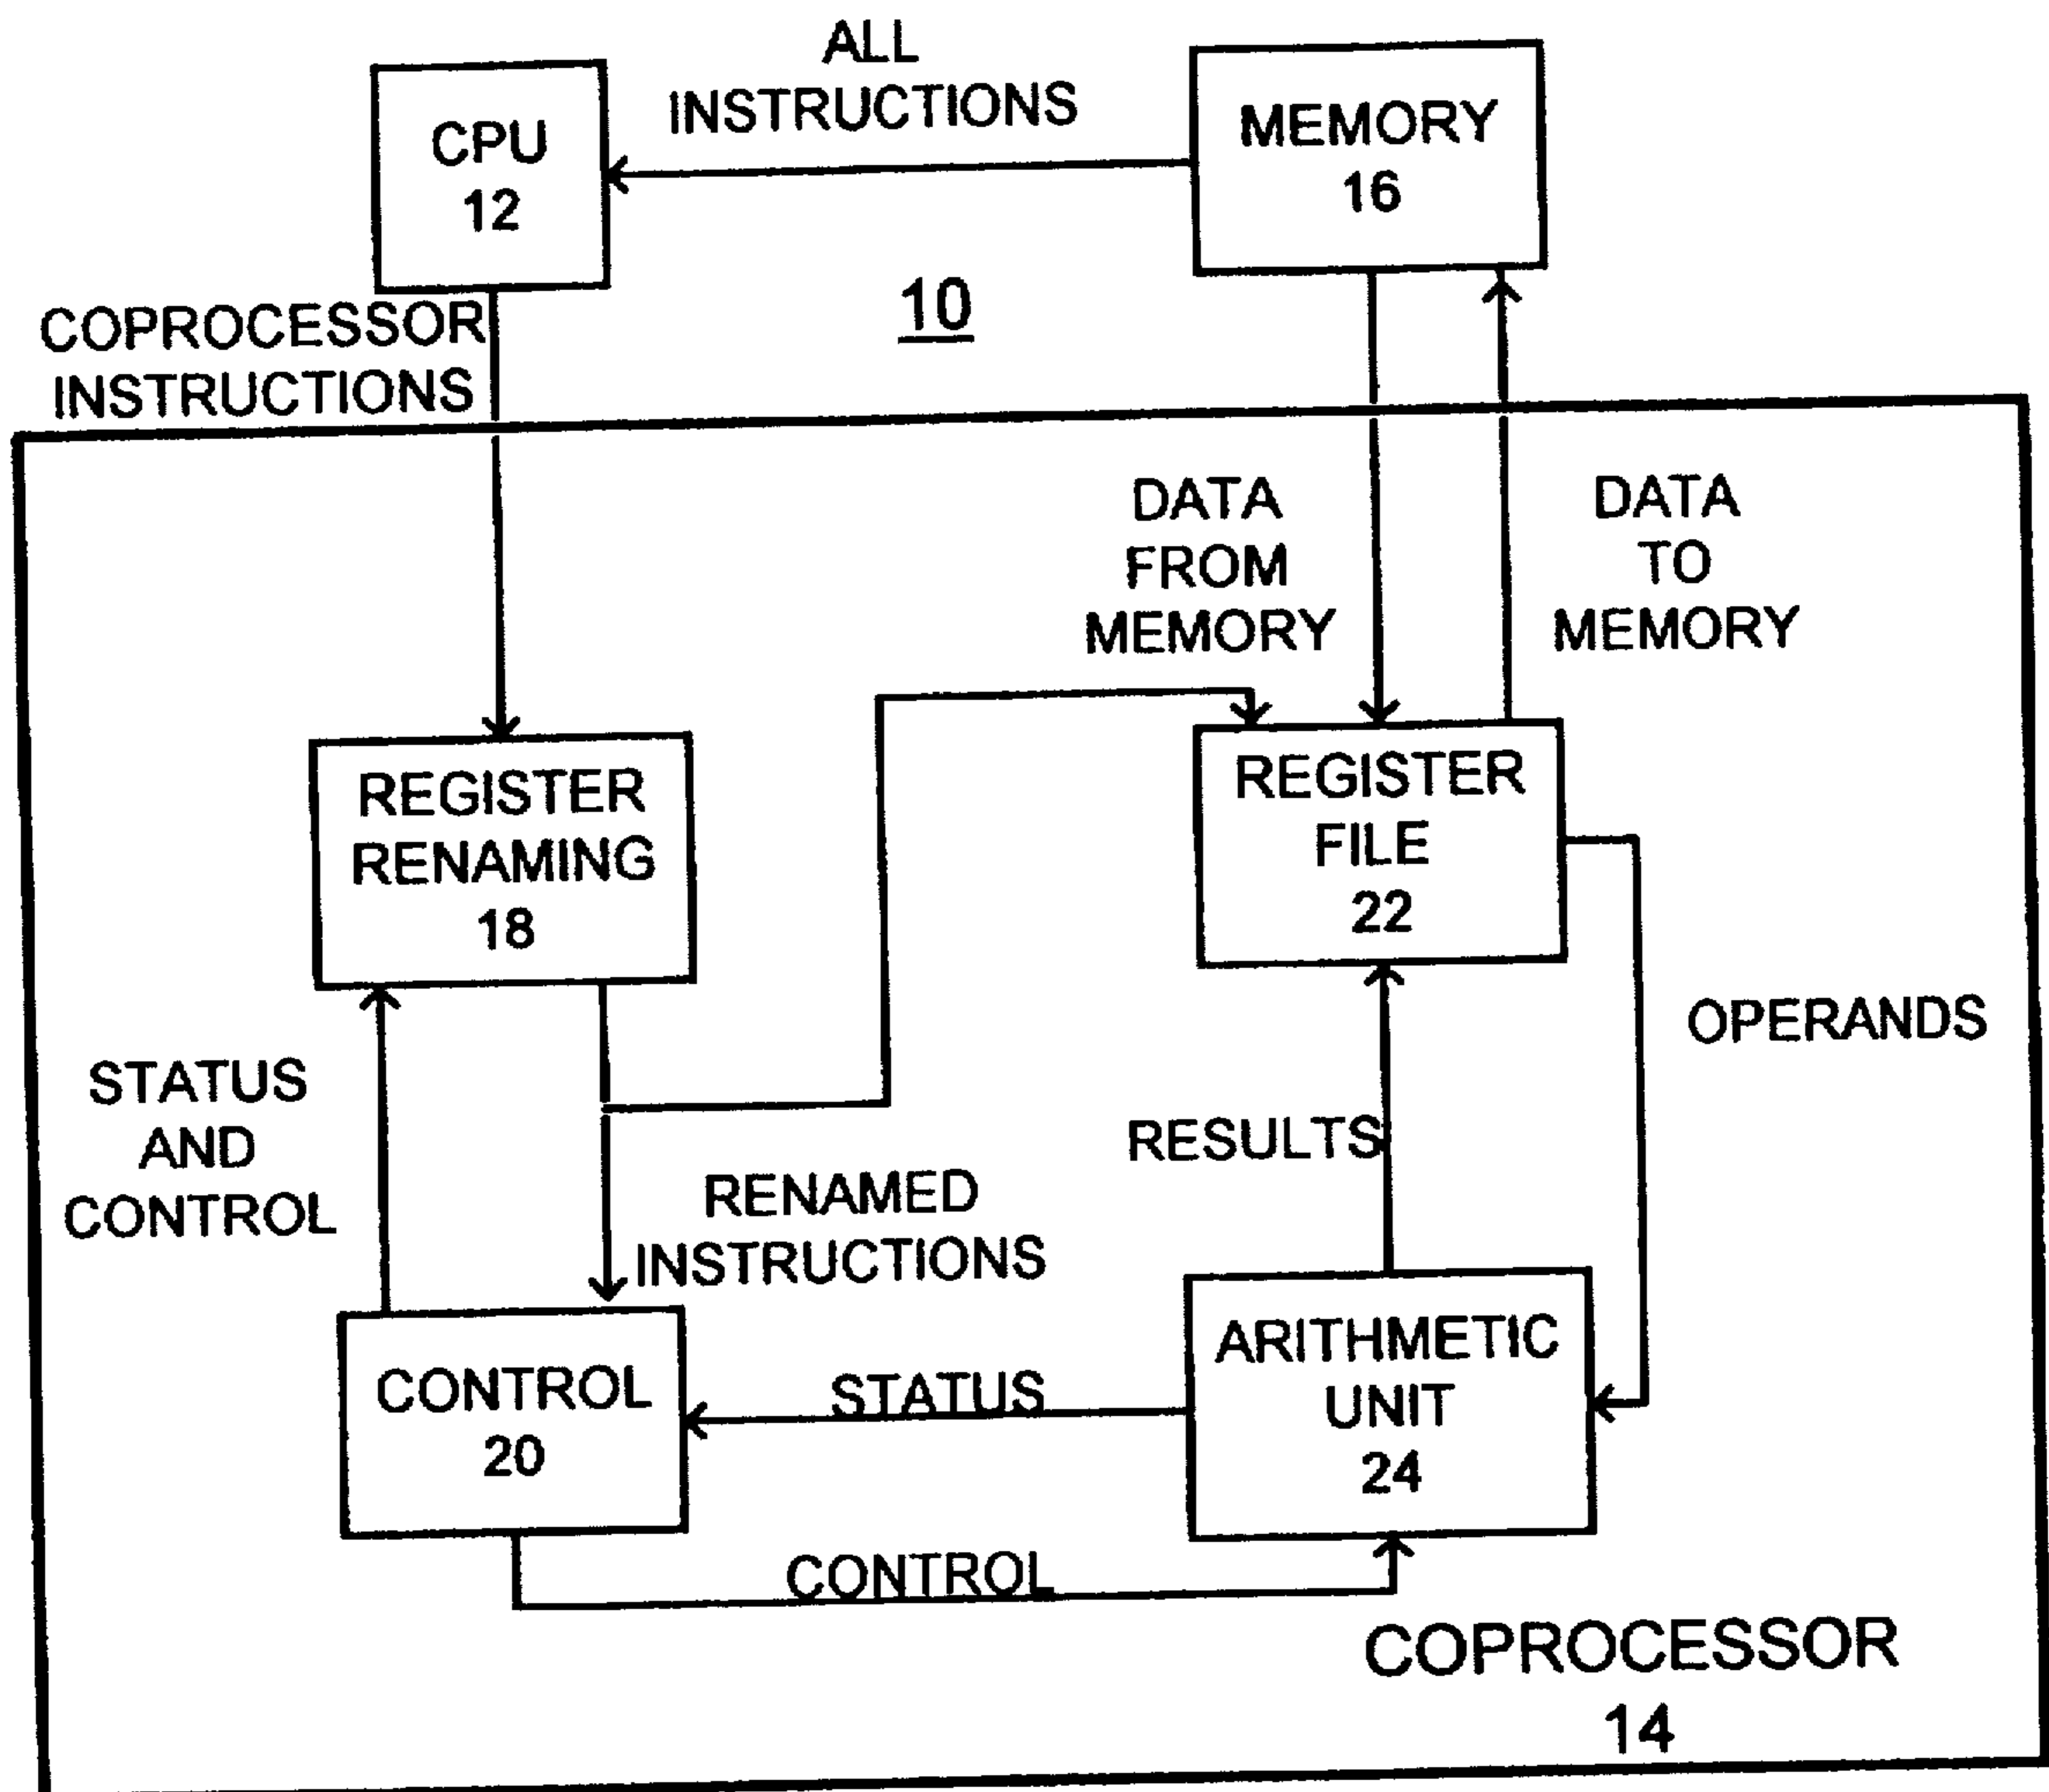 ALL
INSTRUCTIONS
CPU
12
MEMORY
16
10
COPROCESSOR
INSTRUCTIONS
DATA
FROM
MEMORY
DATA
TO
MEMORY
REGISTER
RENAMING
18
REGISTER
FILE
22
OPERANDS
STATUS
AND
CONTROL
RESULTS
RENAMED
INSTRUCTIONS
CONTROL
20
STATUS
ARITHMETIC
UNIT
24
CONTROL
COPROCESSOR
14